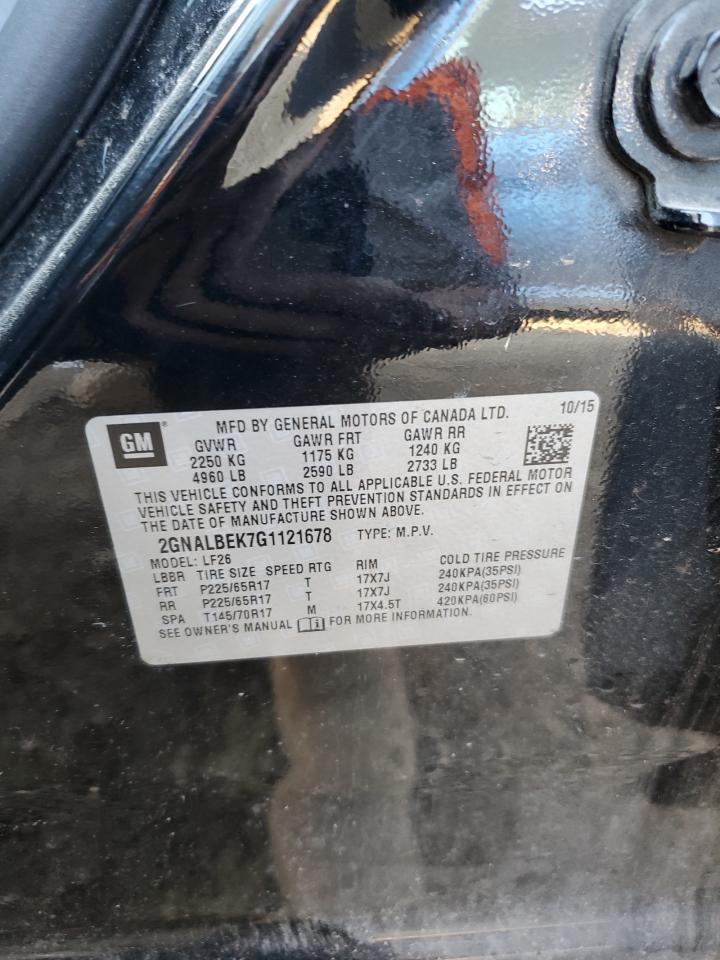 GM ® MFD BY GENERAL MOTORS OF CANADA LTD. 10/15
GVWR GAWR FRT GAWR RR
2250 KG 1175 KG 1240 KG
4960 LB 2590 LB 2733 LB
THIS VEHICLE CONFORMS TO ALL APPLICABLE U.S. FEDERAL MOTOR
VEHICLE SAFETY AND THEFT PREVENTION STANDARDS IN EFFECT ON
THE DATE OF MANUFACTURE SHOWN ABOVE.
2GNALBEK7G1121678 TYPE: M.P.V.
MODEL: LF26
LBBR TIRE SIZE SPEED RTG RIM COLD TIRE PRESSURE
FRT P225/65R17 T 17X7J 240KPA(35PSI)
RR P225/65R17 T 17X7J 240KPA(35PSI)
SPA T145/70R17 M 17X4.5T 420KPA(60PSI)
SEE OWNER'S MANUAL FOR MORE INFORMATION.